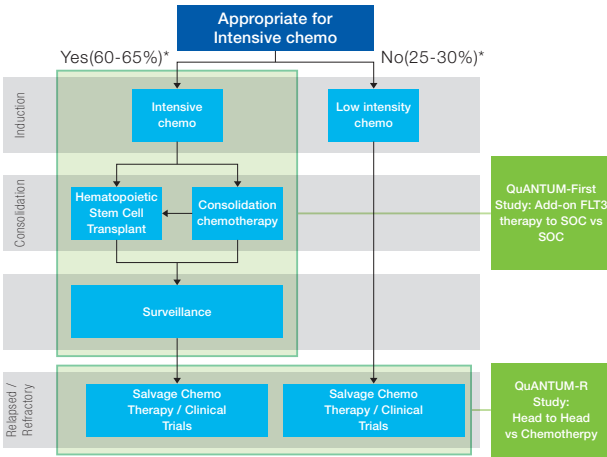 Appropriate for
Intensive chemo
Yes(60-65%)*
No(25-30%)*
Induction
Intensive
chemo
Low intensity
chemo
Consolidation
Hematopoietic
Stem Cell
Transplant
Consolidation
chemotherapy
QuANTUM-First
Study: Add-on FLT3
therapy to SOC vs
SOC
Surveillance
Relapsed /
Refractory
Salvage Chemo
Therapy / Clinical
Trials
Salvage Chemo
Therapy / Clinical
Trials
QuANTUM-R
Study:
Head to Head
vs Chemotherpy